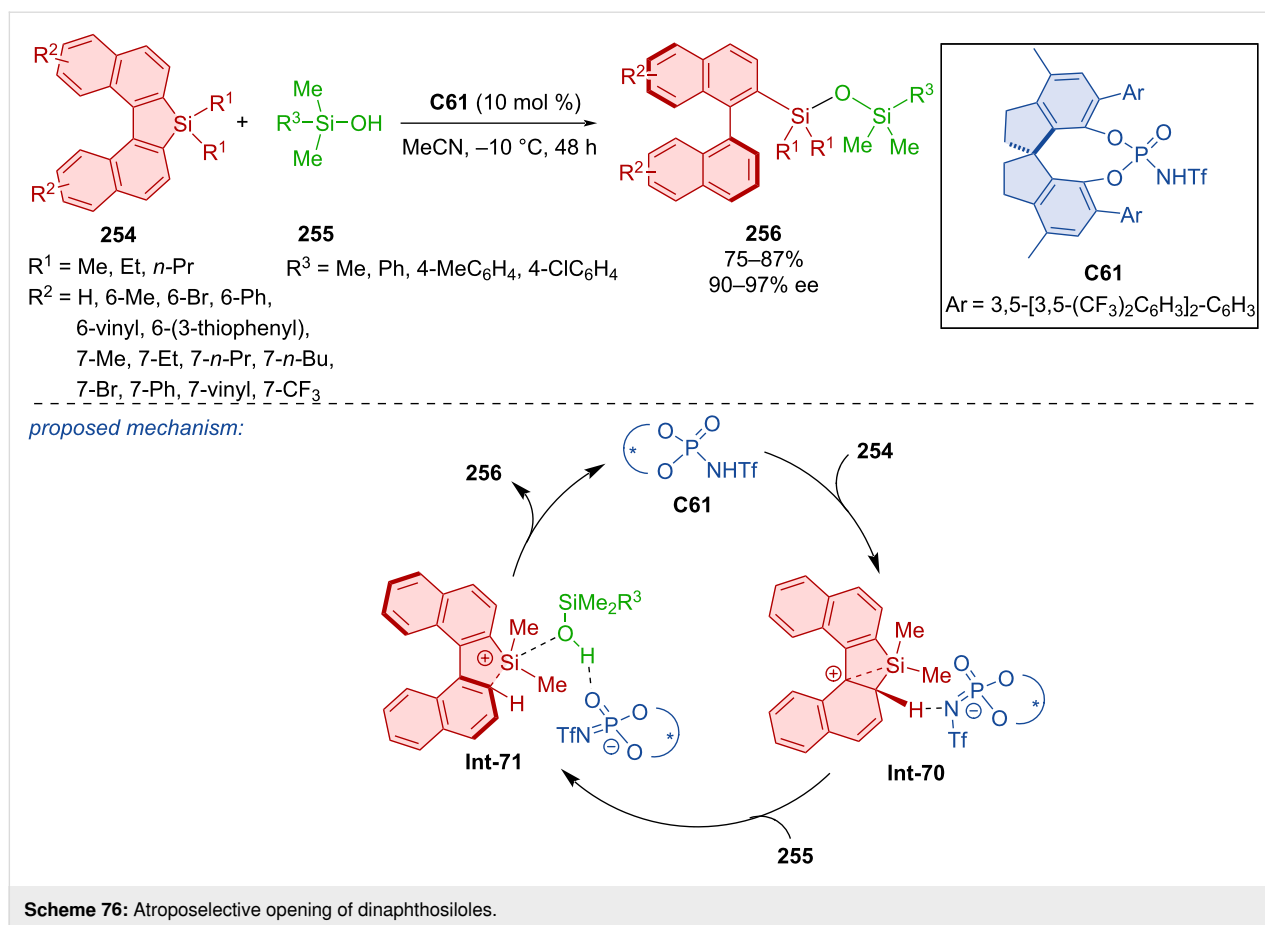 R2
R2
Si
R1
R1
+
Me
R3-Si-OH
Me
C61 (10 mol %)
MeCN, –10 °C, 48 h
R2
R2
Si
O
Si
R3
R1 R1
Me Me
Ar
O
O
P
O
NHTf
Ar
C61
Ar = 3,5-[3,5-(CF3)2C6H3]2-C6H3
254
255
256
75–87%
90–97% ee
R1 = Me, Et, n-Pr
R3 = Me, Ph, 4-MeC6H4, 4-ClC6H4
R2 = H, 6-Me, 6-Br, 6-Ph,
6-vinyl, 6-(3-thiophenyl),
7-Me, 7-Et, 7-n-Pr, 7-n-Bu,
7-Br, 7-Ph, 7-vinyl, 7-CF3
proposed mechanism:
O
O
P
O
NHTf
*
C61
254
256
SiMe2R3
O
H
Me
⊕ Si
Me
H
O
TfN=P
O
O
⊖
*
Int-71
Me
⊕ Si
Me
H
O
N=P
O
O
⊖
*
Tf
Int-70
255
Scheme 76: Atroposelective opening of dinaphthosiloles.